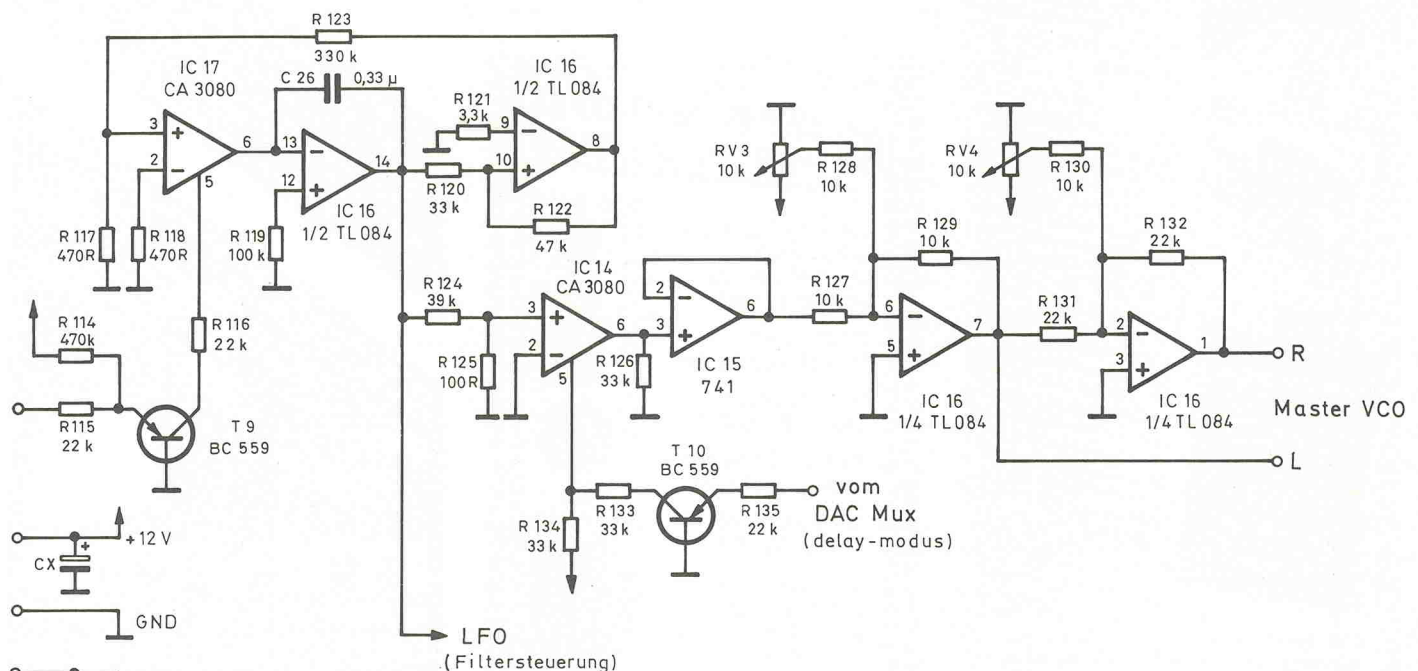 R 123
330 k
IC 17
CA 3080
C 26
0,33 µ
IC 16
1/2 TL 084
R 121
3,3k
3
+
2
−
6
5
13
−
12
+
14
9
−
10
+
8
R 120
33 k
R 122
47 k
IC 16
1/2 TL 084
R 117
470R
R 118
470R
R 119
100 k
RV3
10 k
R 128
10 k
RV4
10 k
R 130
10 k
R 129
10 k
R 132
22 k
R 124
39 k
IC 14
CA 3080
3
+
2
−
6
5
2
−
3
+
6
IC 15
741
R 127
10 k
6
−
5
+
7
IC 16
1/4 TL 084
R 131
22 k
2
−
3
+
1
IC 16
1/4 TL 084
R
Master VCO
L
R 125
100R
R 126
33 k
R 114
470k
R 116
22 k
R115
22 k
T 9
BC 559
T 10
BC 559
R 133
33 k
R 134
33 k
R 135
22 k
vom
DAC Mux
(delay-modus)
+ 12 V
CX
+
GND
LFO
(Filtersteuerung)